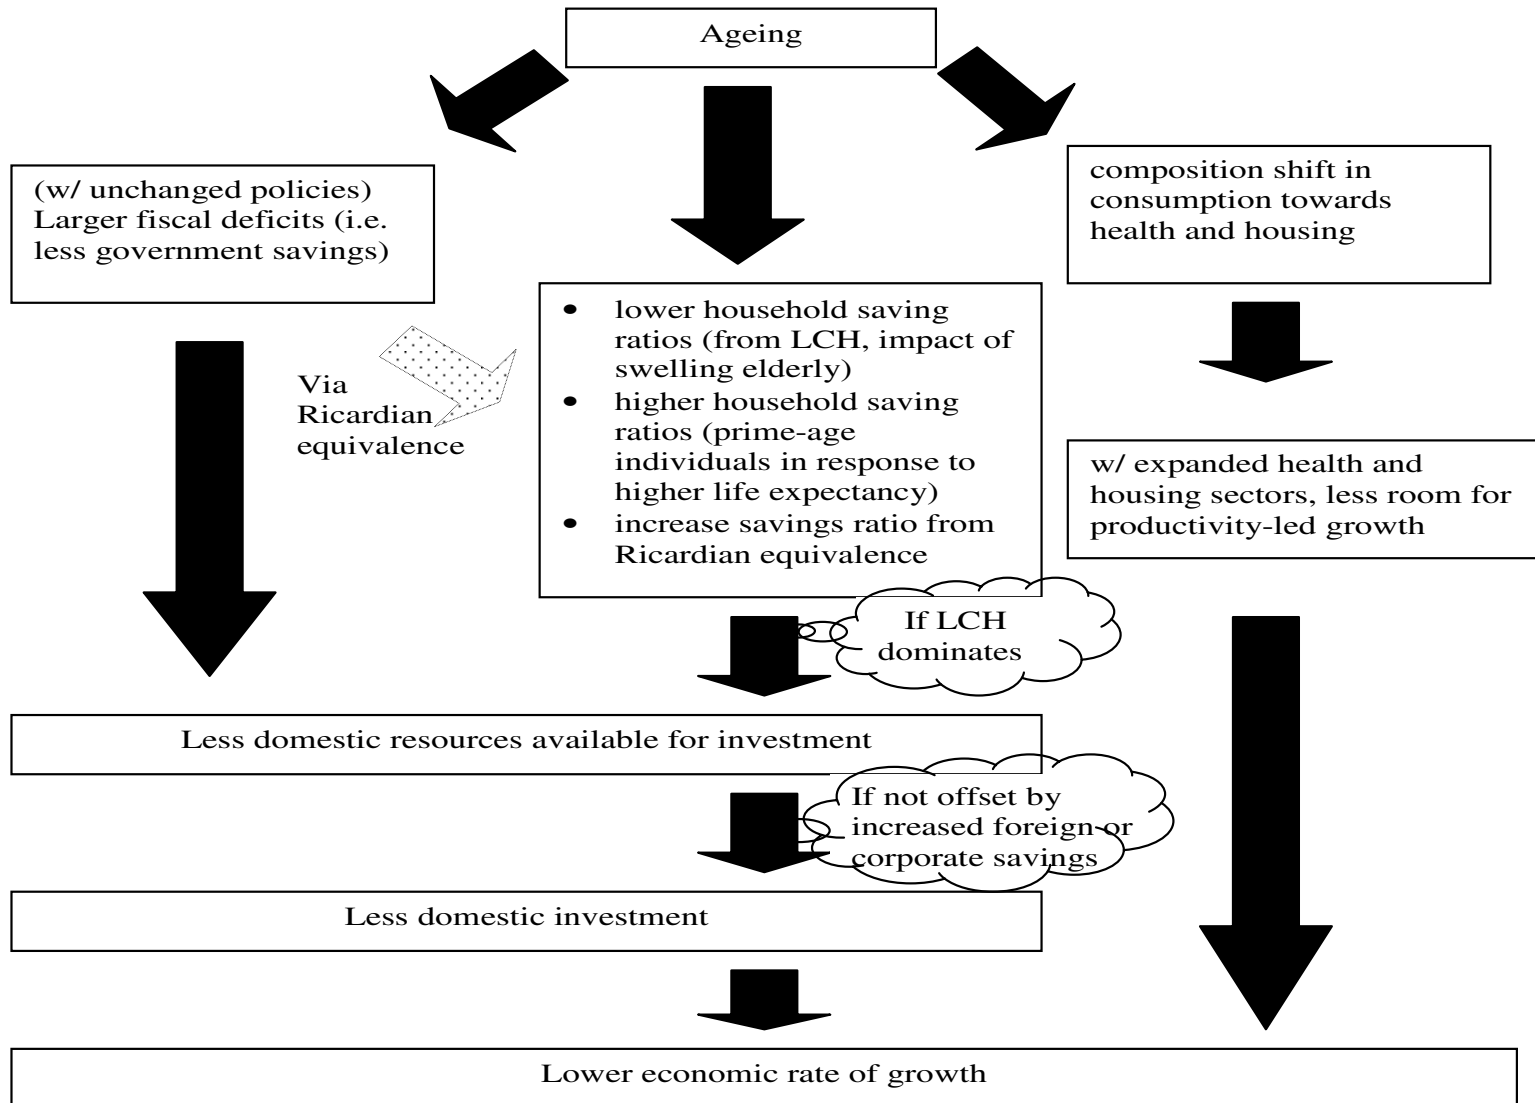 Ageing
(w/ unchanged policies)
Larger fiscal deficits (i.e.
less government savings)
composition shift in
consumption towards
health and housing
Via
Ricardian
equivalence
• lower household saving
ratios (from LCH, impact of
swelling elderly)
• higher household saving
ratios (prime-age
individuals in response to
higher life expectancy)
• increase savings ratio from
Ricardian equivalence
w/ expanded health and
housing sectors, less room for
productivity-led growth
If LCH
dominates
Less domestic resources available for investment
If not offset by
increased foreign or
corporate savings
Less domestic investment
Lower economic rate of growth